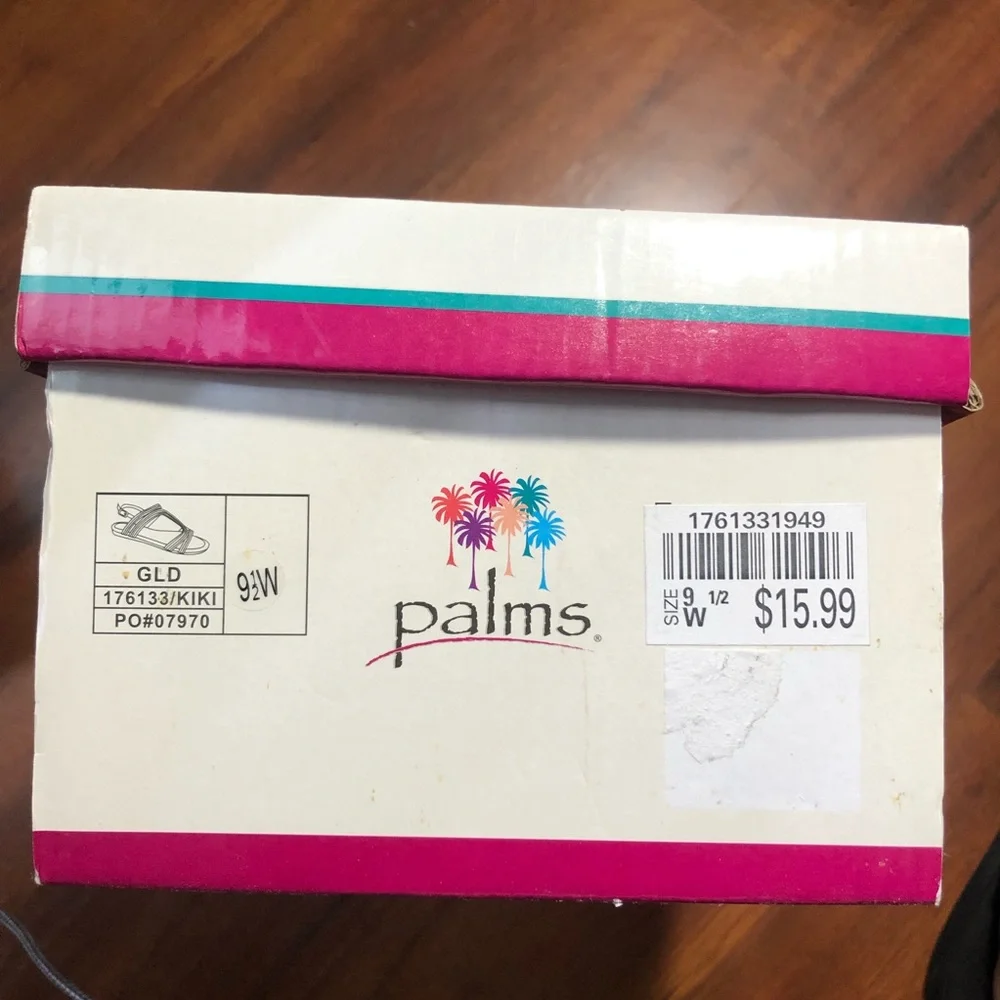 GLD
176133/KIKI
PO#07970
9½W
palms®
1761331949
SIZE 9 1/2 W
$15.99